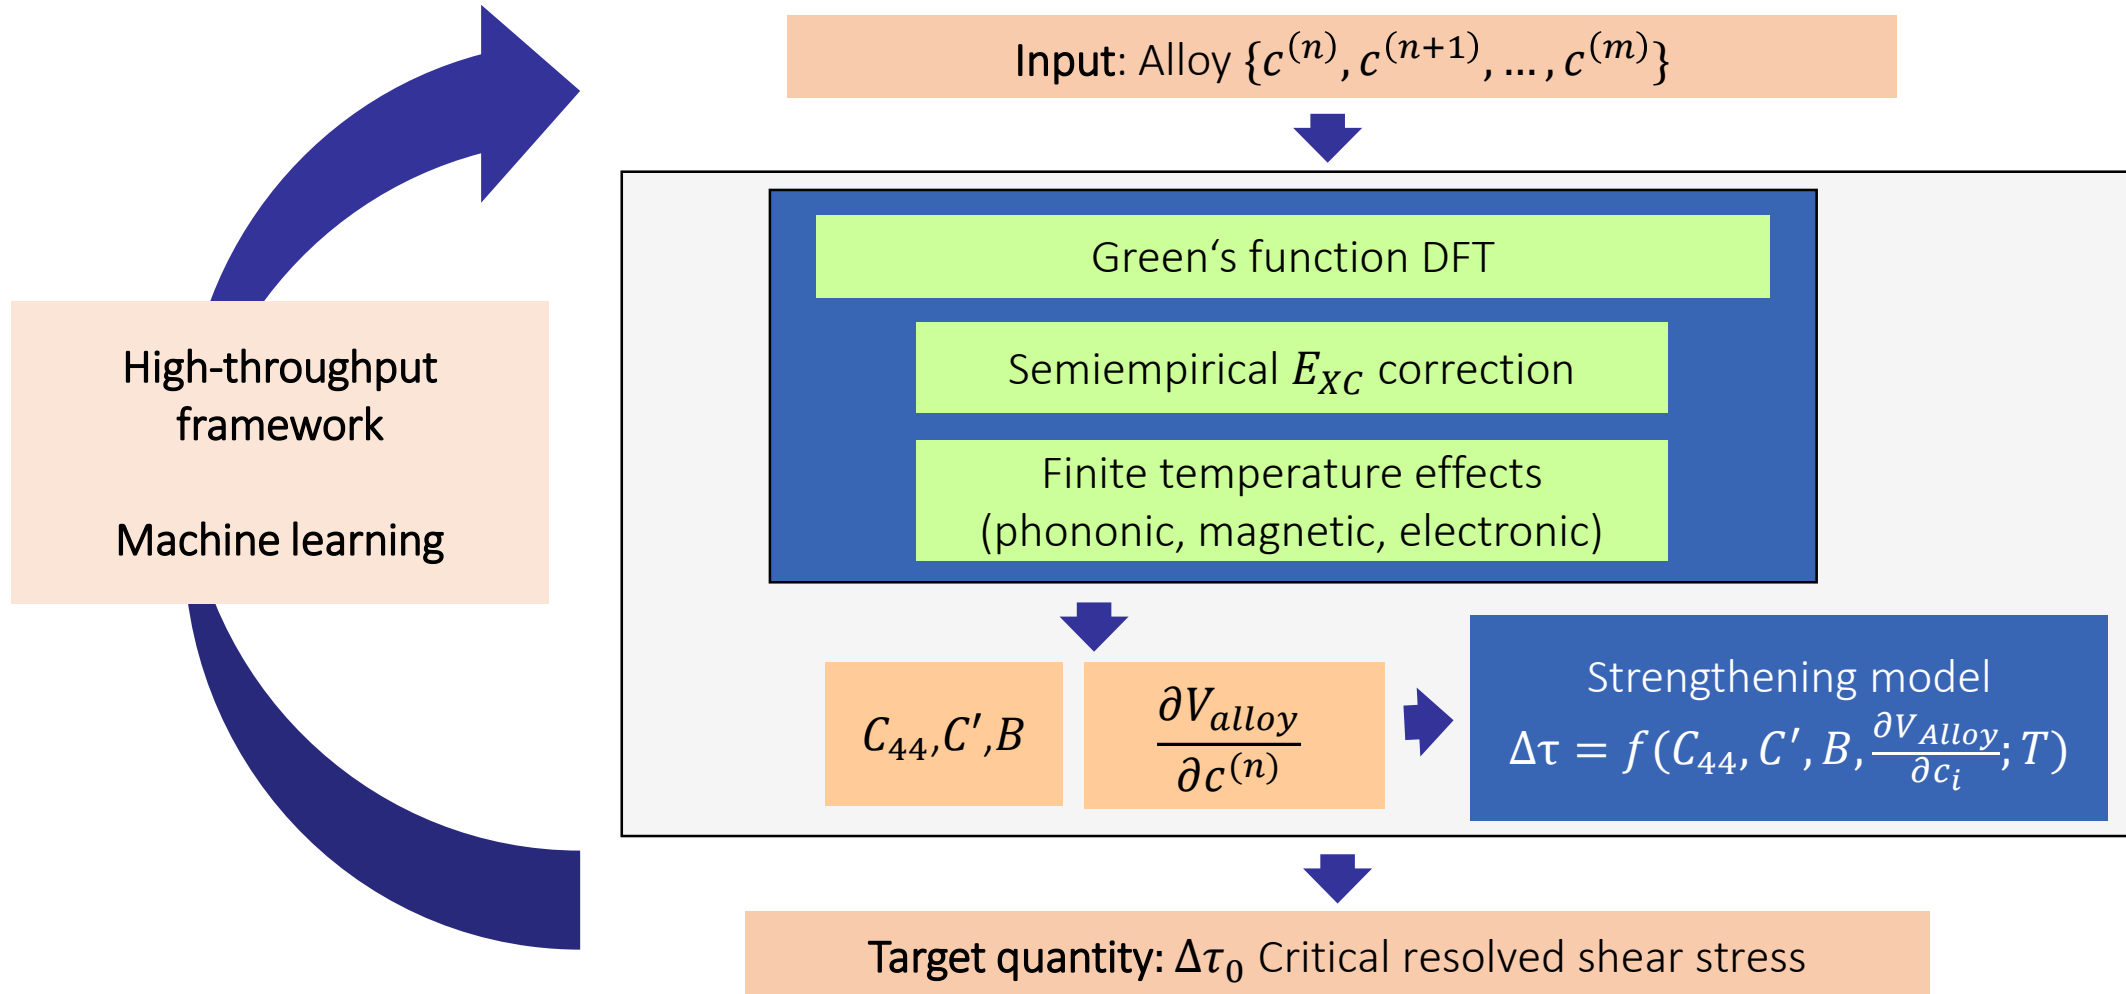 Input: Alloy {c^(n), c^(n+1), … , c^(m)}
Green‘s function DFT
Semiempirical E_XC correction
Finite temperature effects
(phononic, magnetic, electronic)
High-throughput
framework
Machine learning
C_44, C′, B
∂V_alloy
∂c^(n)
Strengthening model
Δτ = f(C_44, C′, B, ∂V_Alloy/∂c_i; T)
Target quantity: Δτ_0 Critical resolved shear stress